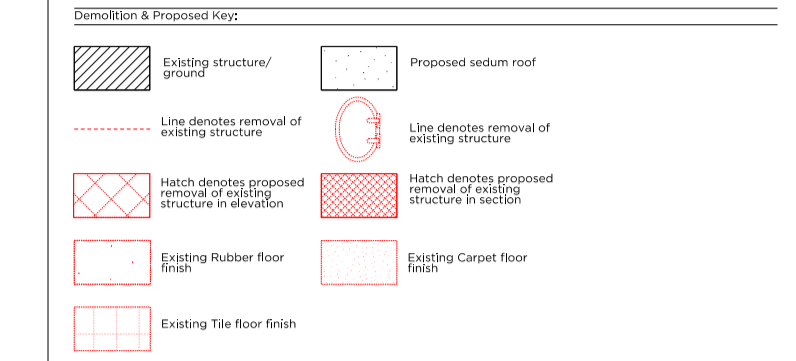 Demolition & Proposed Key:
Existing structure/
ground
Proposed sedum roof
Line denotes removal of
existing structure
Line denotes removal of
existing structure
Hatch denotes proposed
removal of existing
structure in elevation
Hatch denotes proposed
removal of existing
structure in section
Existing Rubber floor
finish
Existing Carpet floor
finish
Existing Tile floor finish